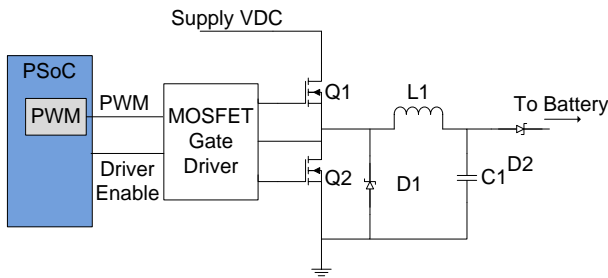 Supply VDC
PSoC
PWM
PWM
MOSFET
Gate
Driver
Driver
Enable
Q1
Q2
L1
To Battery
D1
C1
D2